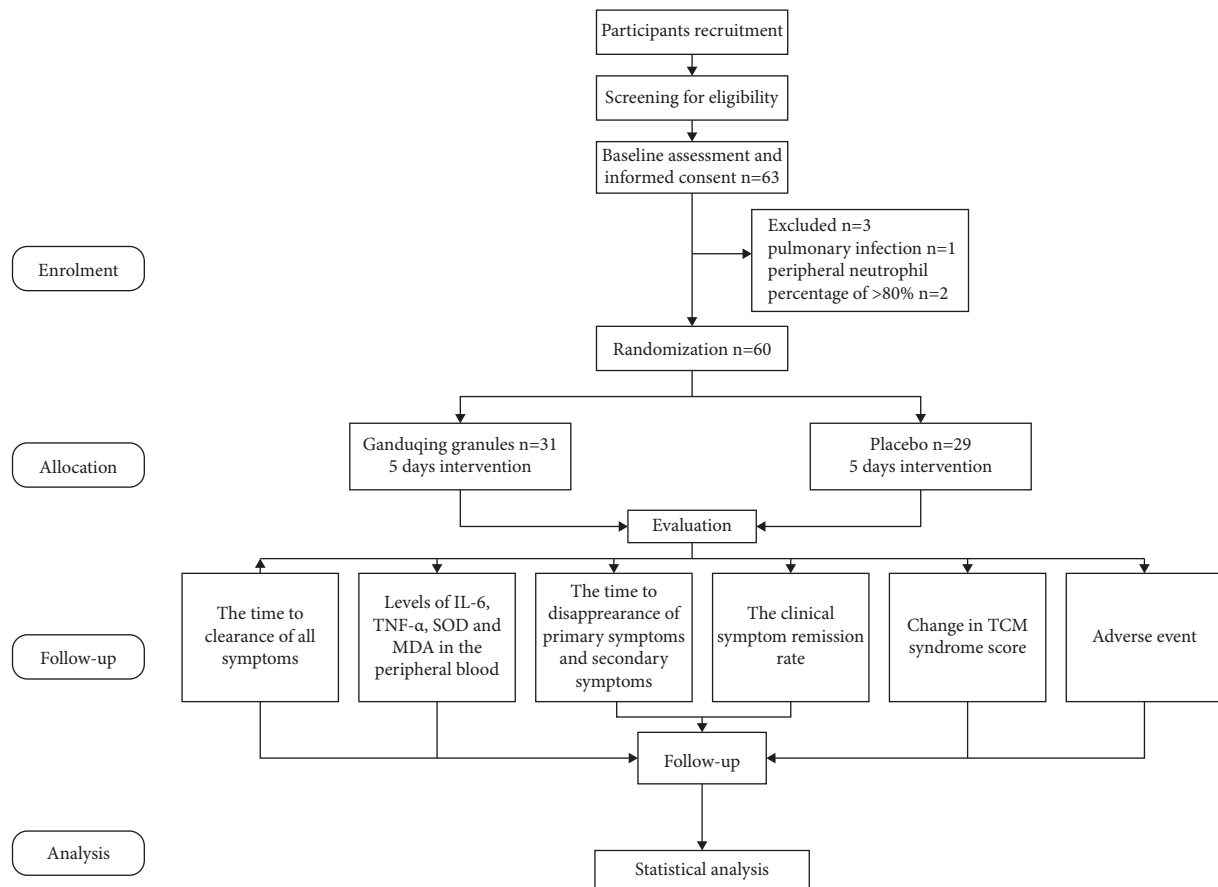 Participants recruitment
Screening for eligibility
Baseline assessment and
informed consent n=63
Excluded n=3
pulmonary infection n=1
peripheral neutrophil
percentage of >80% n=2
Enrolment
Randomization n=60
Ganduqing granules n=31
5 days intervention
Placebo n=29
5 days intervention
Allocation
Evaluation
The time to
clearance of all
symptoms
Levels of IL-6,
TNF-α, SOD and
MDA in the
peripheral blood
The time to
disapprearance of
primary symptoms
and secondary
symptoms
The clinical
symptom remission
rate
Change in TCM
syndrome score
Adverse event
Follow-up
Follow-up
Analysis
Statistical analysis